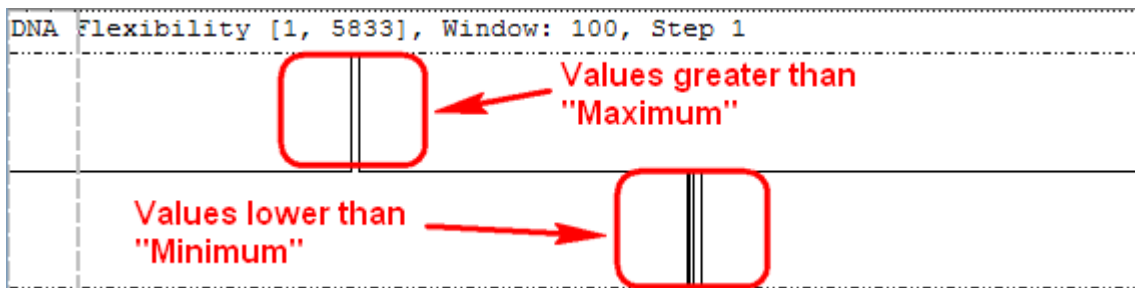 DNA Flexibility [1, 5833], Window: 100, Step 1
Values greater than
"Maximum"
Values lower than
"Minimum"